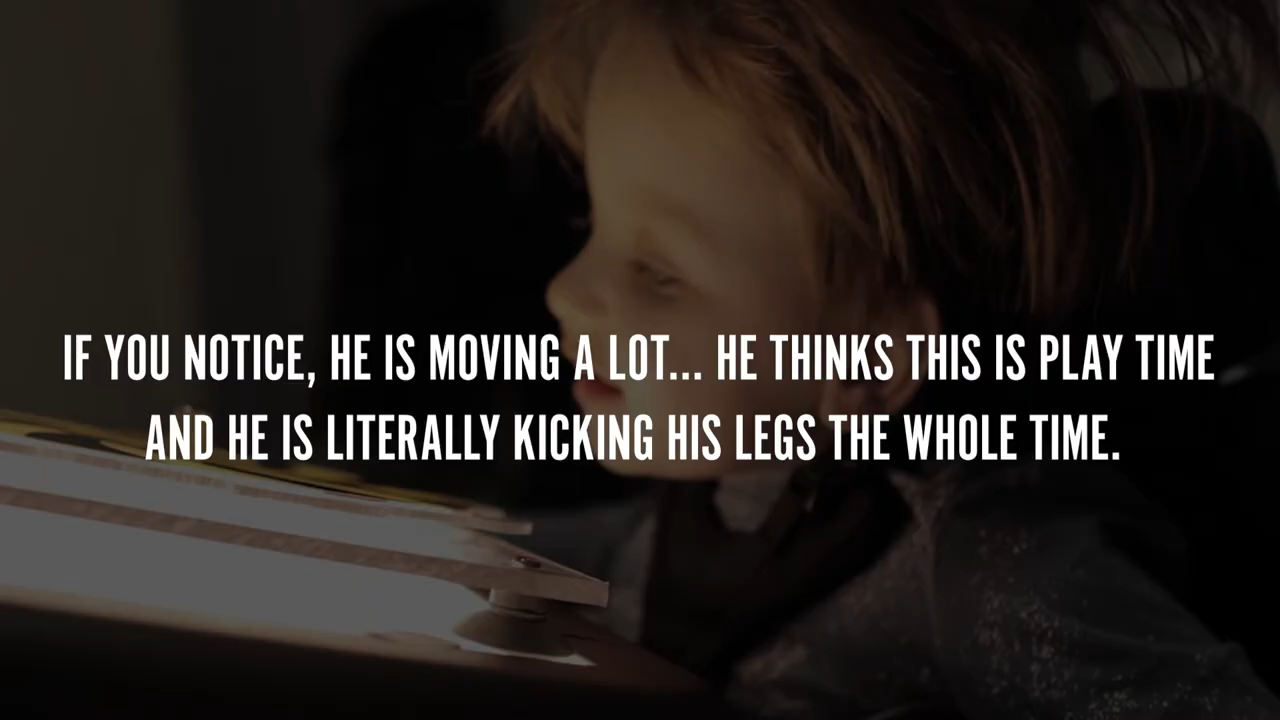 IF YOU NOTICE, HE IS MOVING A LOT... HE THINKS THIS IS PLAY TIME
AND HE IS LITERALLY KICKING HIS LEGS THE WHOLE TIME.